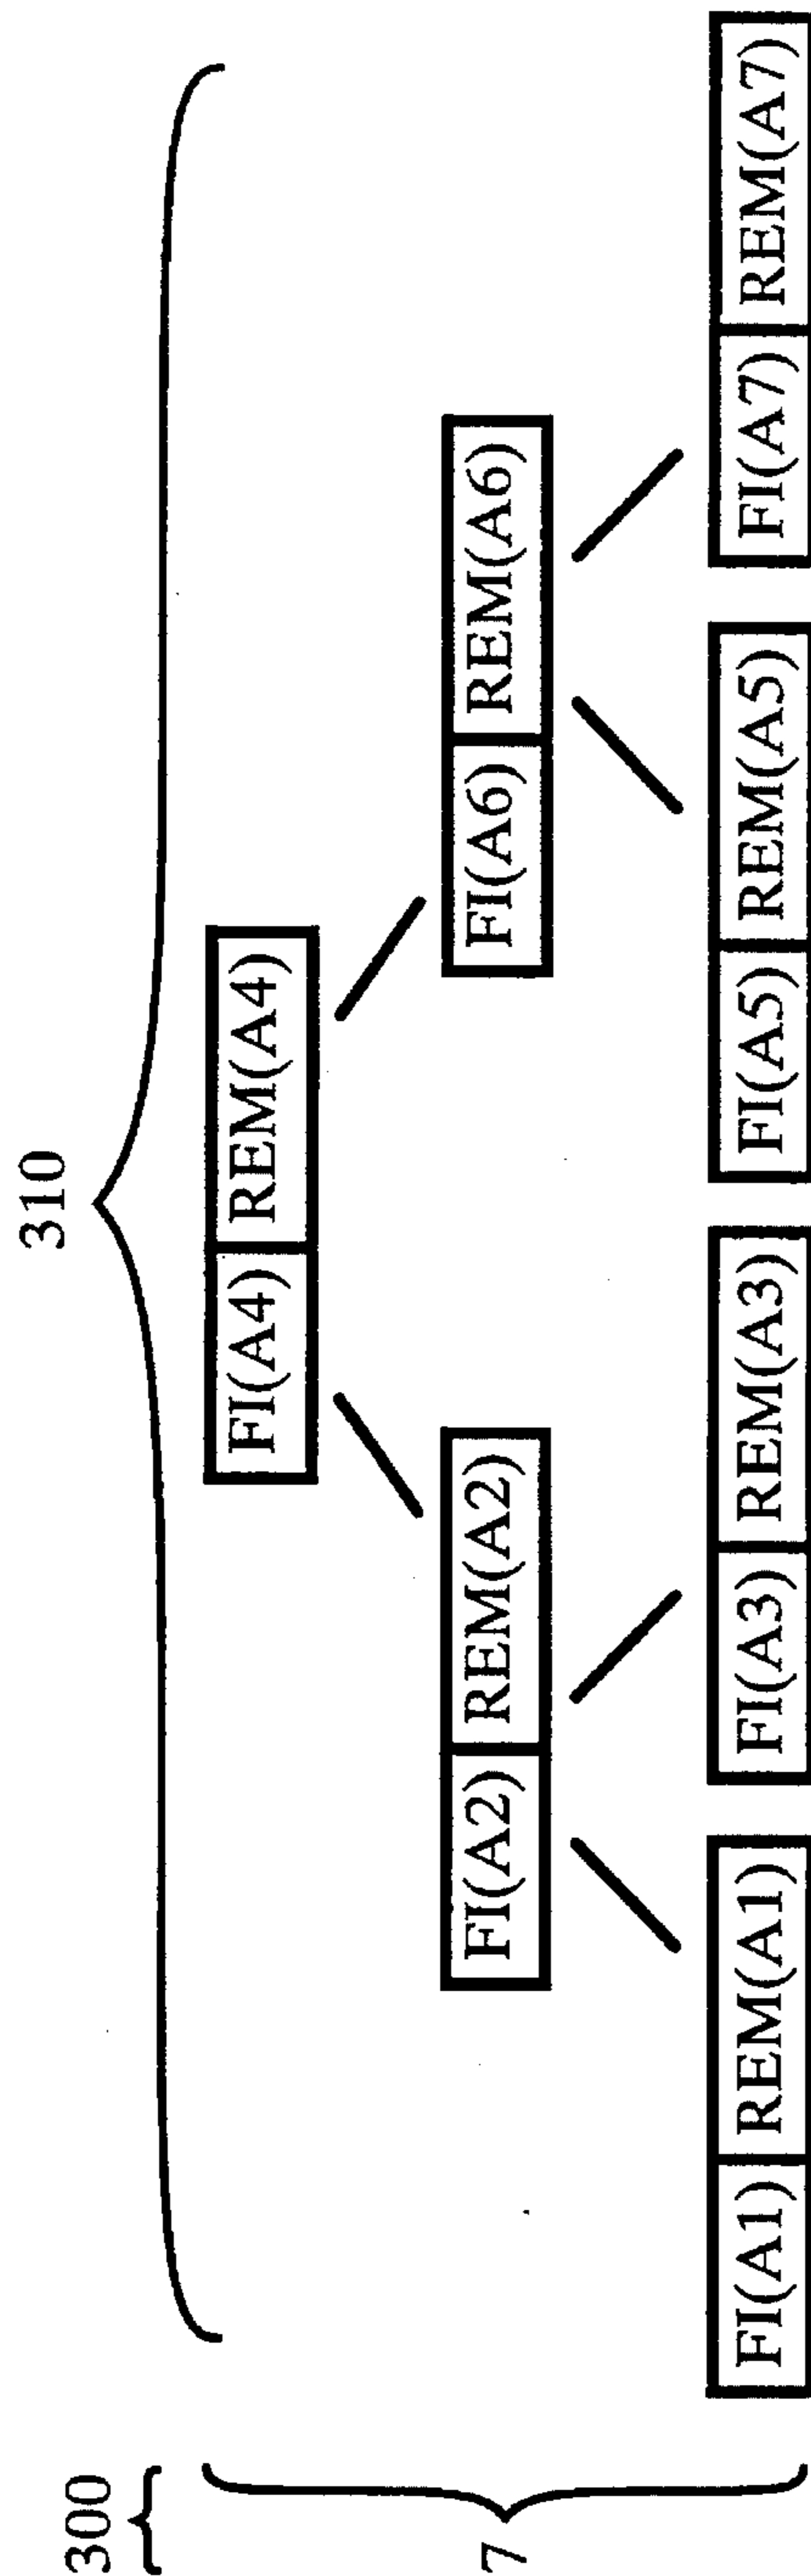 310
300
FI(A4) REM(A4)
FI(A2) REM(A2) FI(A6) REM(A6)
7
FI(A1) REM(A1) FI(A3) REM(A3) FI(A5) REM(A5) FI(A7) REM(A7)